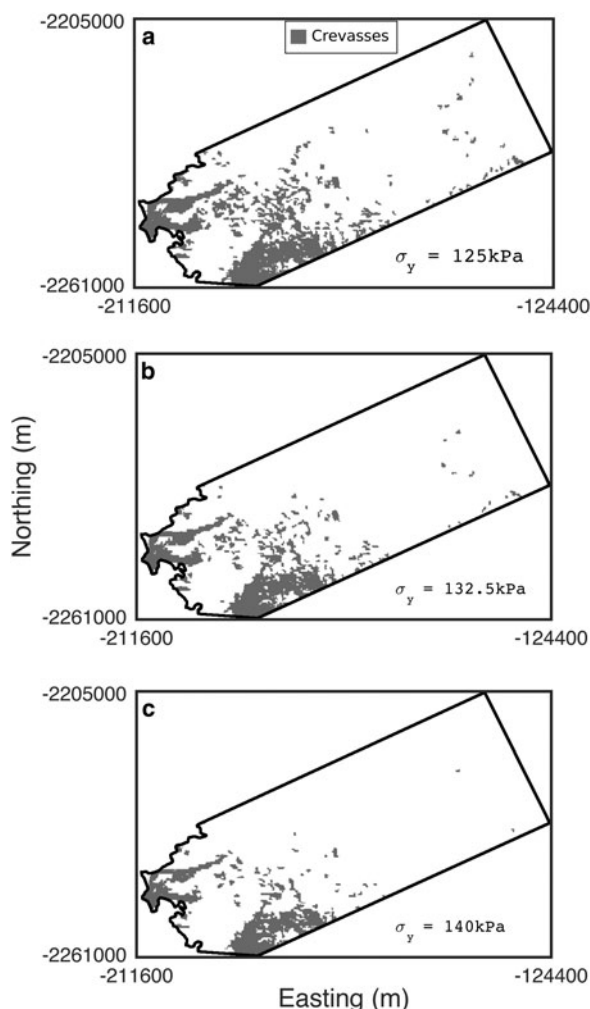 -2205000
a
Crevasses
σy = 125kPa
-2261000
-211600
-124400
-2205000
b
Northing (m)
σy = 132.5kPa
-2261000
-211600
-124400
-2205000
c
σy = 140kPa
-2261000
-211600
-124400
Easting (m)